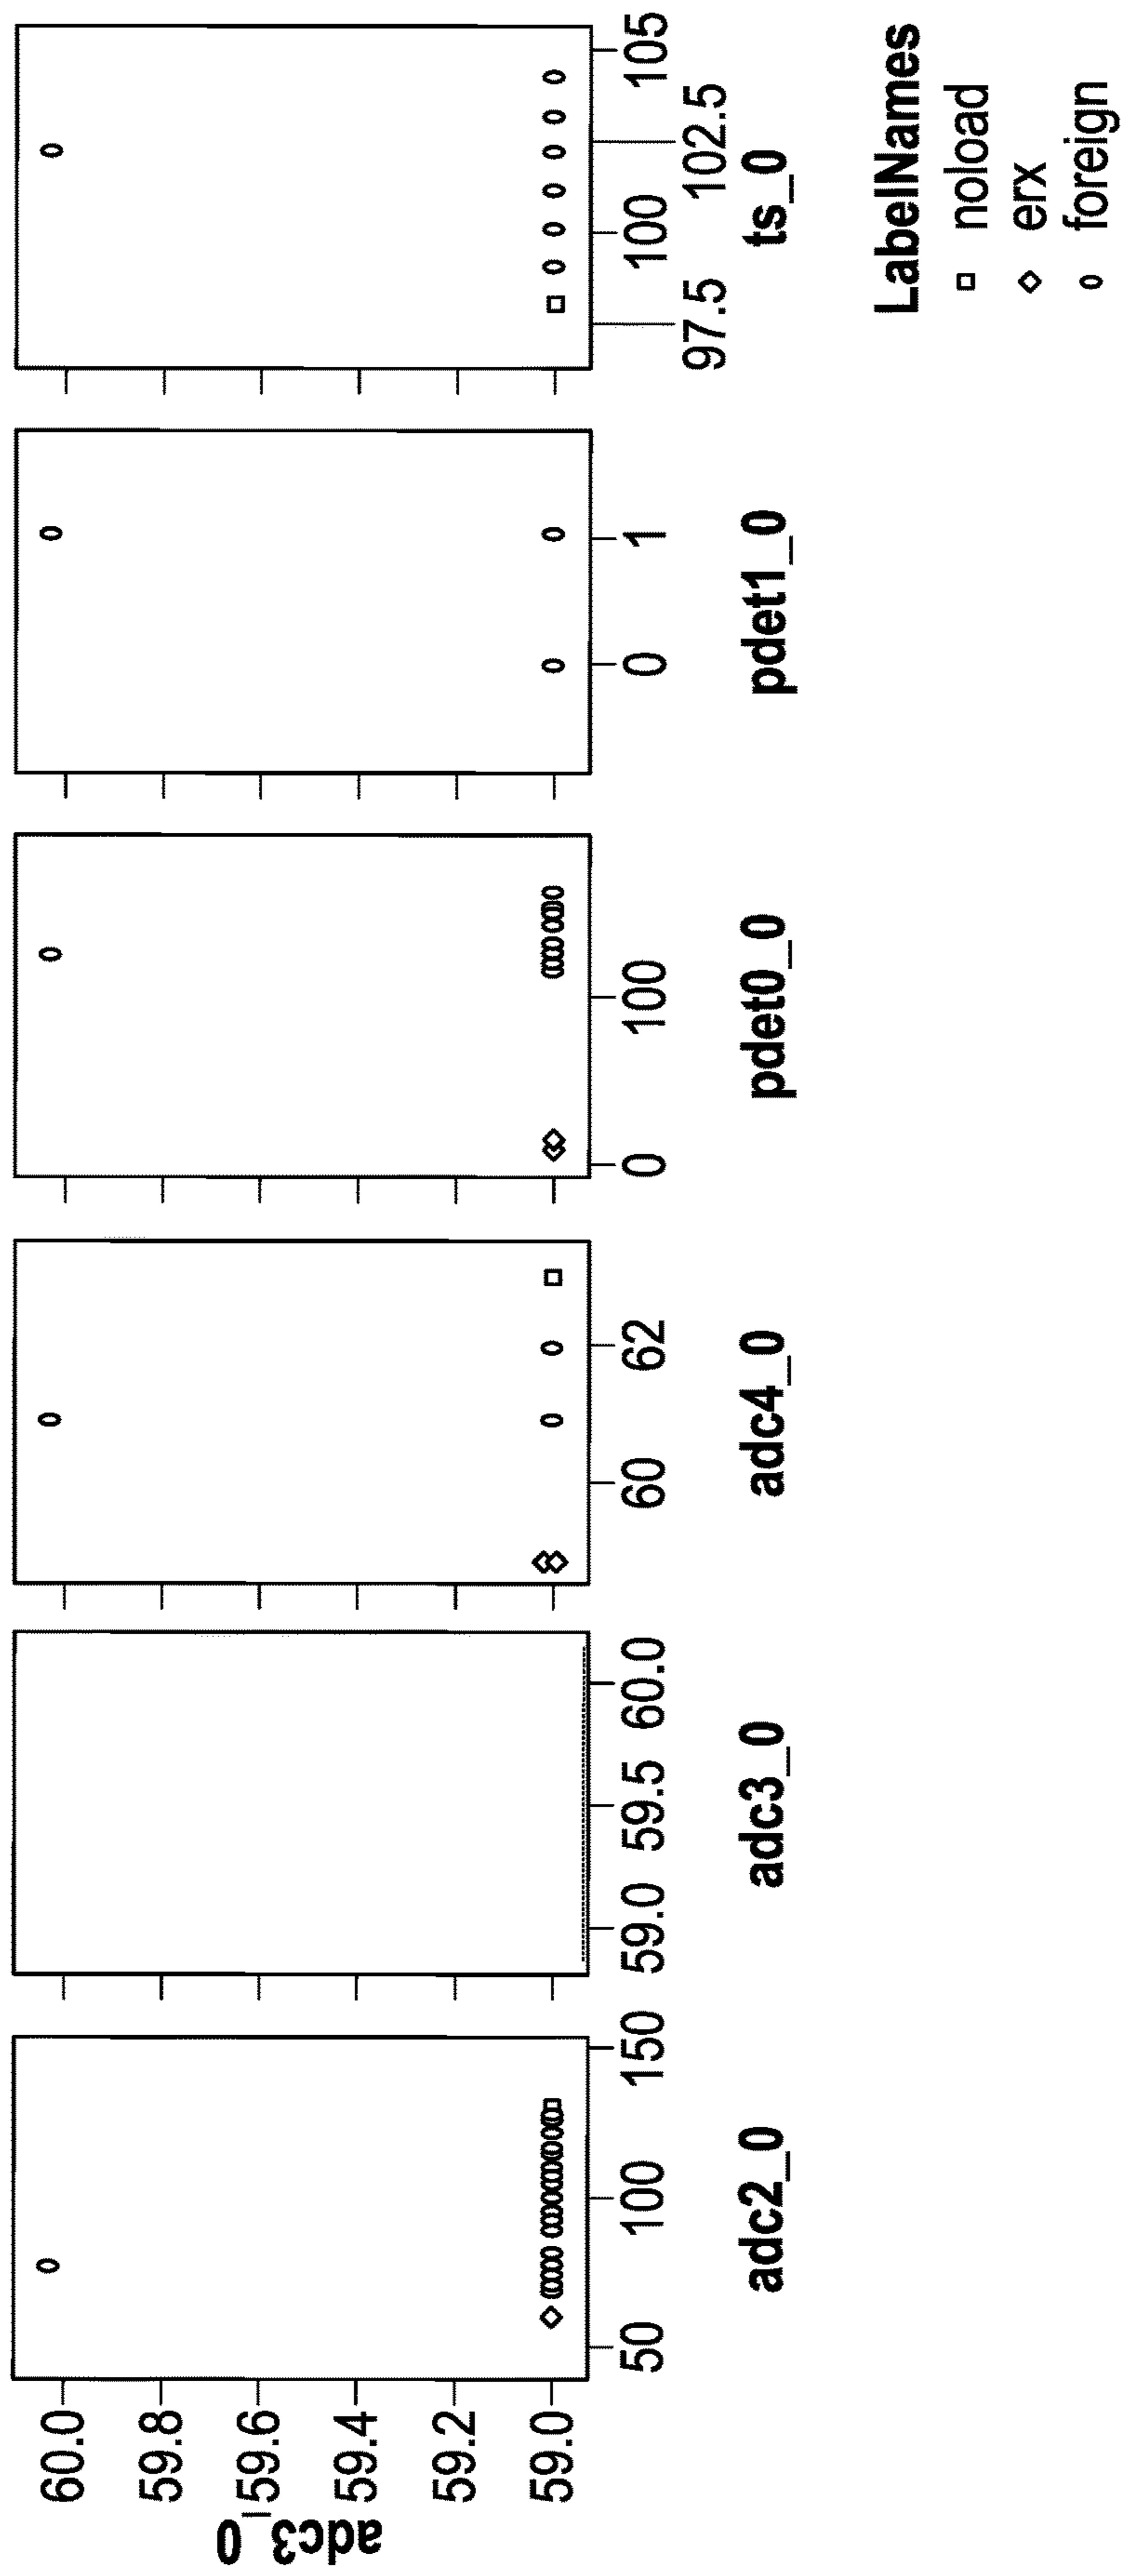 adc3_0
60.0
59.8
59.6
59.4
59.2
59.0
50 100 150
adc2_0
59.0 59.5 60.0
adc3_0
60 62
adc4_0
0 100
pdet0_0
0 1
pdet1_0
97.5 100 102.5 105
ts_0
LabelNames
noload
erx
foreign